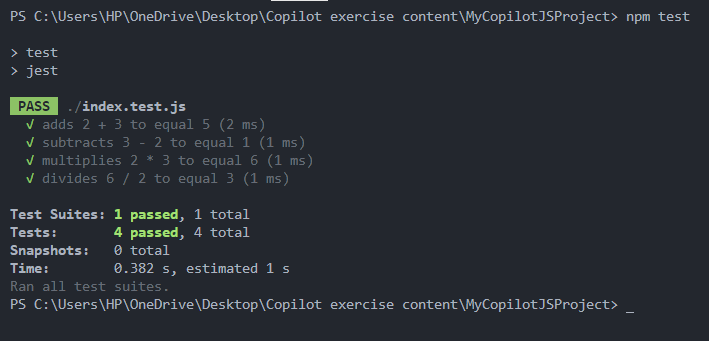 PS C:\Users\HP\OneDrive\Desktop\Copilot exercise content\MyCopilotJSProject> npm test
> test
> jest
PASS ./index.test.js
√ adds 2 + 3 to equal 5 (2 ms)
√ subtracts 3 - 2 to equal 1 (1 ms)
√ multiplies 2 * 3 to equal 6 (1 ms)
√ divides 6 / 2 to equal 3 (1 ms)
Test Suites: 1 passed, 1 total
Tests: 4 passed, 4 total
Snapshots: 0 total
Time: 0.382 s, estimated 1 s
Ran all test suites.
PS C:\Users\HP\OneDrive\Desktop\Copilot exercise content\MyCopilotJSProject> _